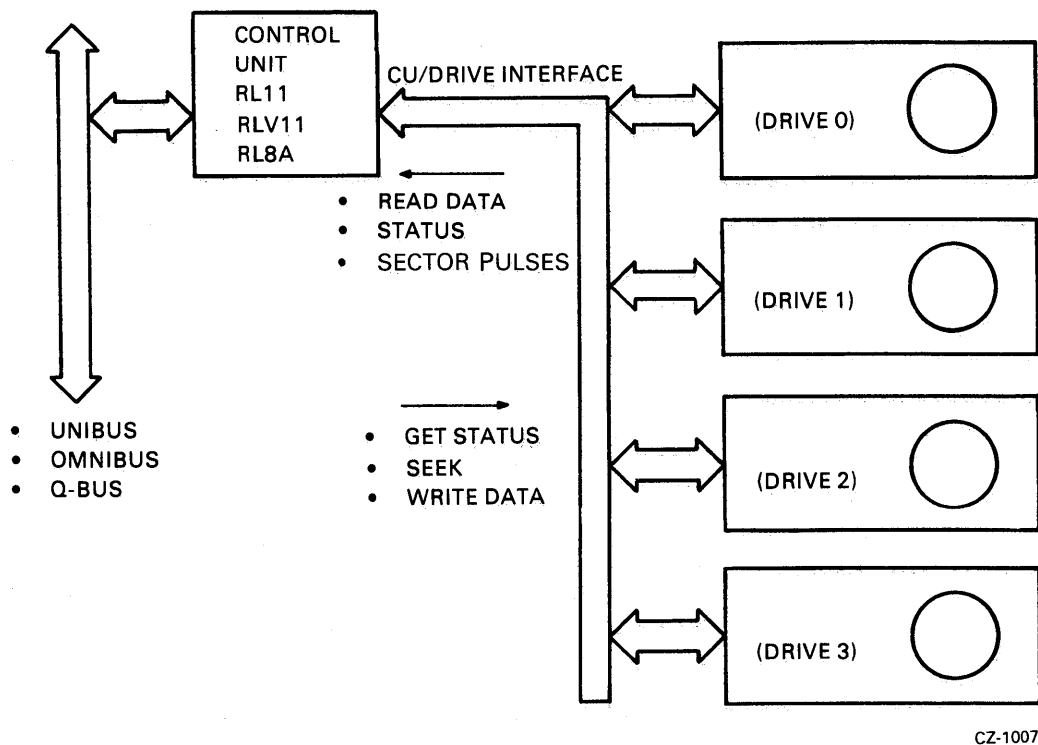 CONTROL
UNIT
RL11
RLV11
RL8A
CU/DRIVE INTERFACE
(DRIVE 0)
• READ DATA
• STATUS
• SECTOR PULSES
(DRIVE 1)
• UNIBUS
• OMNIBUS
• Q-BUS
• GET STATUS
• SEEK
• WRITE DATA
(DRIVE 2)
(DRIVE 3)
CZ-1007